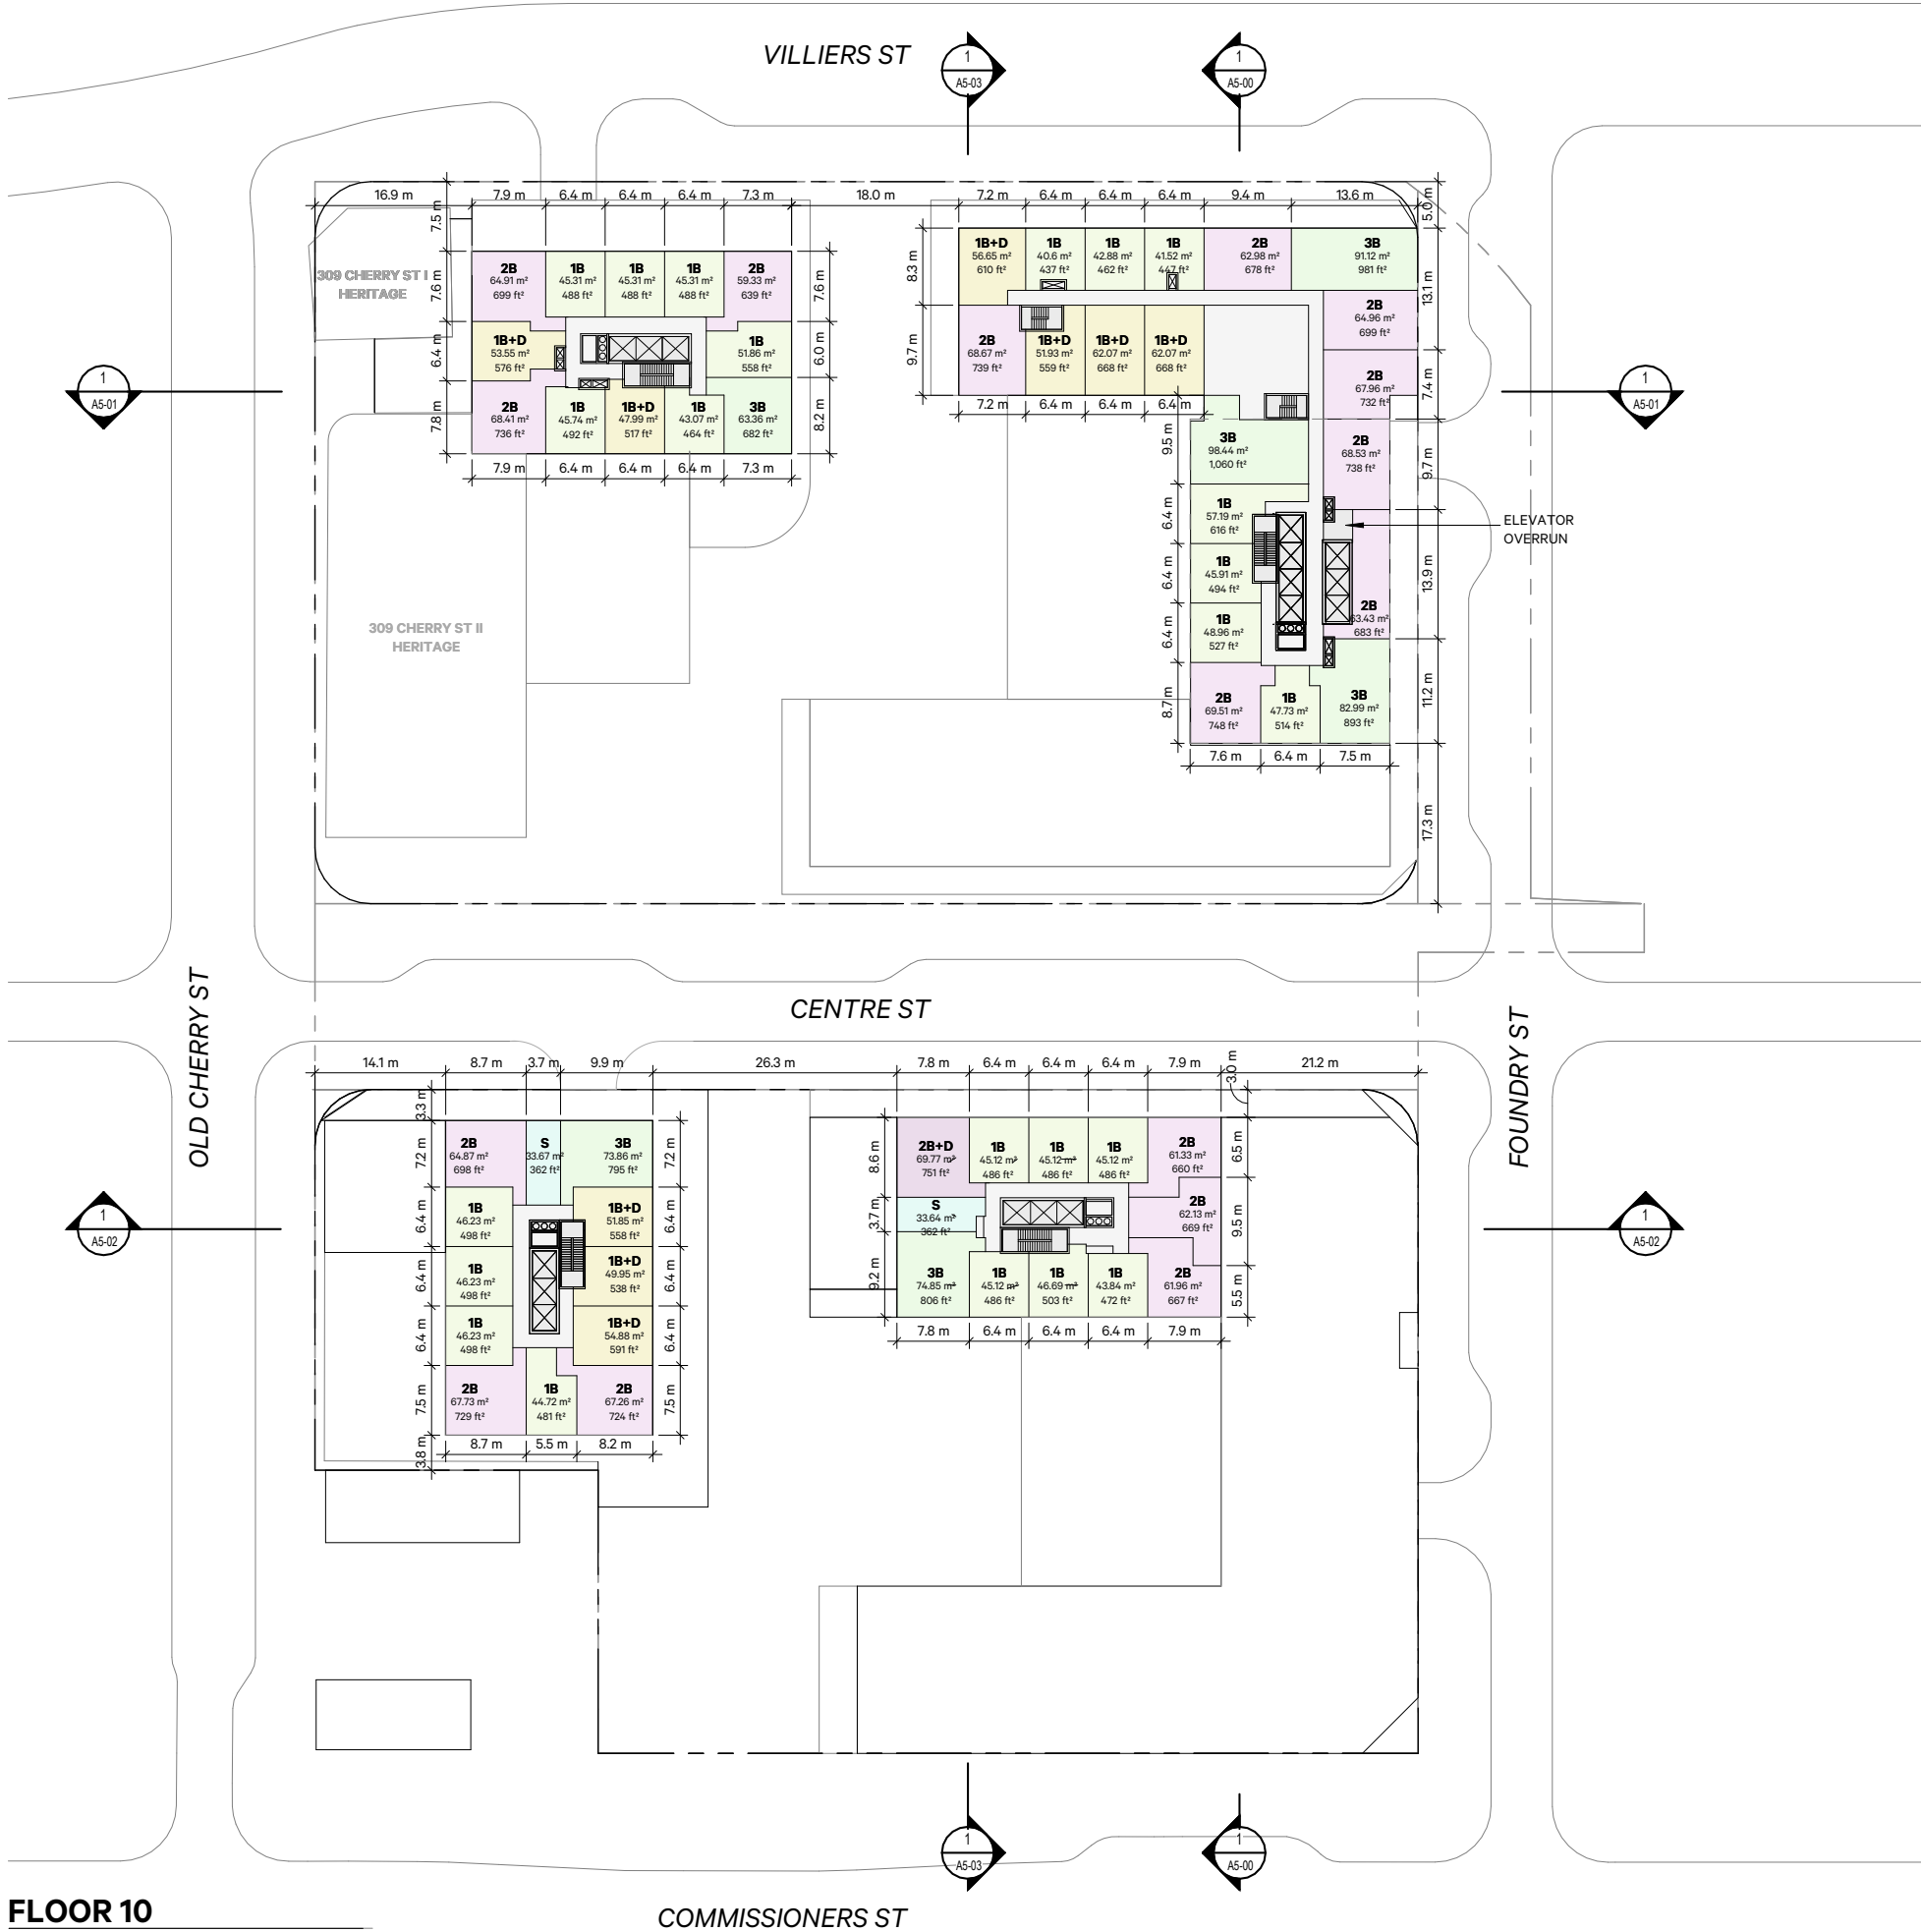 VILLIERS ST
1
A5-03
1
A5-00
16.9 m
7.9 m
6.4 m
6.4 m
6.4 m
7.3 m
18.0 m
7.2 m
6.4 m
6.4 m
6.4 m
9.4 m
13.6 m
5.0 m
7.5 m
7.6 m
6.4 m
7.8 m
309 CHERRY ST I
HERITAGE
2B
64.91 m²
699 ft²
1B
45.31 m²
488 ft²
1B
45.31 m²
488 ft²
1B
45.31 m²
488 ft²
2B
59.33 m²
639 ft²
1B+D
53.55 m²
576 ft²
1B
51.86 m²
558 ft²
2B
68.41 m²
736 ft²
1B
45.74 m²
492 ft²
1B+D
47.99 m²
517 ft²
1B
43.07 m²
464 ft²
3B
63.36 m²
682 ft²
7.6 m
6.0 m
8.2 m
7.9 m
6.4 m
6.4 m
6.4 m
7.3 m
8.3 m
9.7 m
1B+D
56.65 m²
610 ft²
1B
40.6 m²
437 ft²
1B
42.88 m²
462 ft²
1B
41.52 m²
447 ft²
2B
62.98 m²
678 ft²
3B
91.12 m²
981 ft²
2B
64.96 m²
699 ft²
2B
68.67 m²
739 ft²
1B+D
51.93 m²
559 ft²
1B+D
62.07 m²
668 ft²
1B+D
62.07 m²
668 ft²
2B
67.96 m²
732 ft²
7.2 m
6.4 m
6.4 m
6.4 m
13.1 m
7.4 m
9.7 m
13.9 m
11.2 m
17.3 m
1
A5-01
1
A5-01
9.5 m
6.4 m
6.4 m
6.4 m
8.7 m
3B
98.44 m²
1,060 ft²
2B
68.53 m²
738 ft²
1B
57.19 m²
616 ft²
ELEVATOR
OVERRUN
1B
45.91 m²
494 ft²
1B
48.96 m²
527 ft²
2B
63.43 m²
683 ft²
2B
69.51 m²
748 ft²
1B
47.73 m²
514 ft²
3B
82.99 m²
893 ft²
7.6 m
6.4 m
7.5 m
309 CHERRY ST II
HERITAGE
OLD CHERRY ST
CENTRE ST
FOUNDRY ST
14.1 m
8.7 m
3.7 m
9.9 m
26.3 m
7.8 m
6.4 m
6.4 m
6.4 m
7.9 m
3.0 m
21.2 m
3.3 m
7.2 m
6.4 m
6.4 m
6.4 m
7.5 m
3.8 m
2B
64.87 m²
698 ft²
S
33.67 m²
362 ft²
3B
73.86 m²
795 ft²
1B
46.23 m²
498 ft²
1B+D
51.85 m²
558 ft²
1B
46.23 m²
498 ft²
1B+D
49.95 m²
538 ft²
1B
46.23 m²
498 ft²
1B+D
54.88 m²
591 ft²
2B
67.73 m²
729 ft²
1B
44.72 m²
481 ft²
2B
67.26 m²
724 ft²
7.2 m
6.4 m
6.4 m
6.4 m
7.5 m
8.7 m
5.5 m
8.2 m
8.6 m
3.7 m
9.2 m
2B+D
69.77 m²
751 ft²
1B
45.12 m²
486 ft²
1B
45.12 m²
486 ft²
1B
45.12 m²
486 ft²
2B
61.33 m²
660 ft²
S
33.64 m²
362 ft²
2B
62.13 m²
669 ft²
3B
74.85 m²
806 ft²
1B
45.12 m²
486 ft²
1B
46.69 m²
503 ft²
1B
43.84 m²
472 ft²
2B
61.96 m²
667 ft²
6.5 m
9.5 m
5.5 m
7.8 m
6.4 m
6.4 m
6.4 m
7.9 m
1
A5-02
1
A5-02
1
A5-03
1
A5-00
FLOOR 10
COMMISSIONERS ST